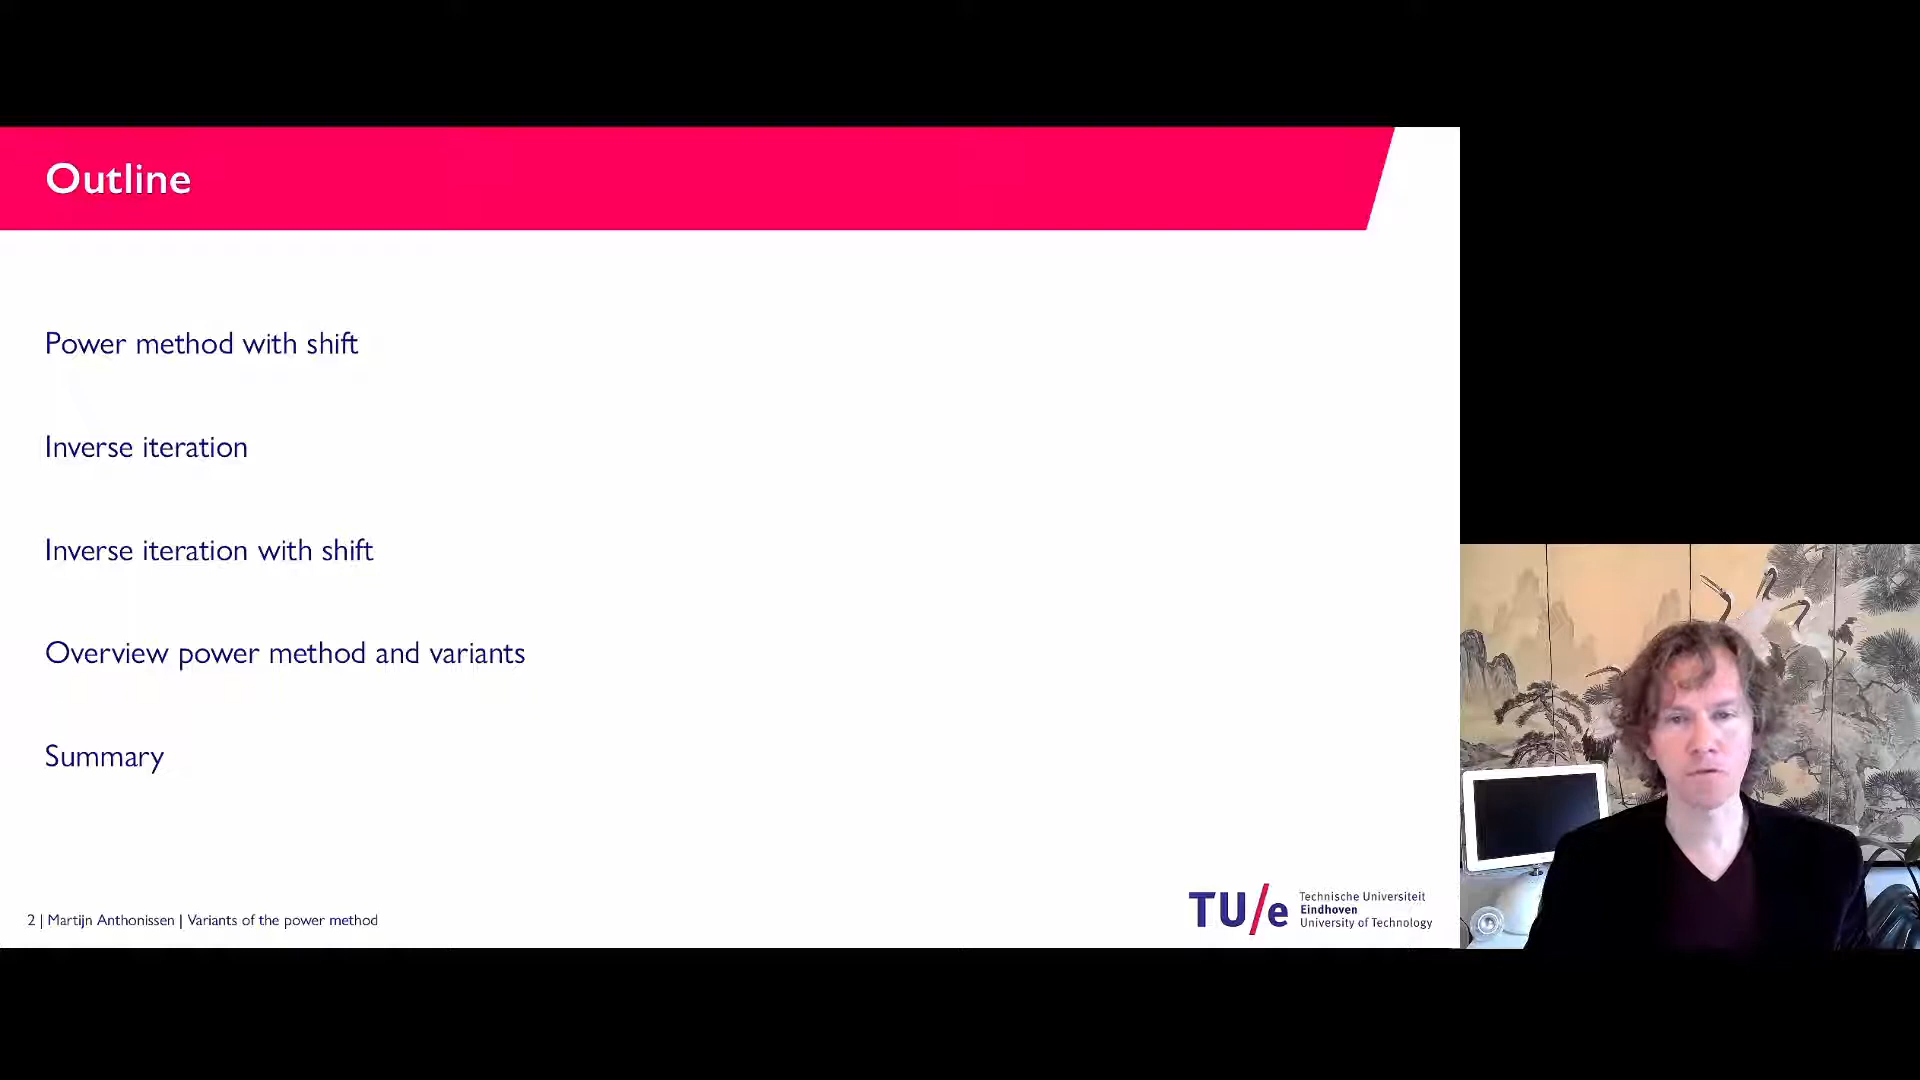 Outline
Power method with shift
Inverse iteration
Inverse iteration with shift
Overview power method and variants
Summary
2 | Martijn Anthonissen | Variants of the power method
TU/e
Technische Universiteit
Eindhoven
University of Technology